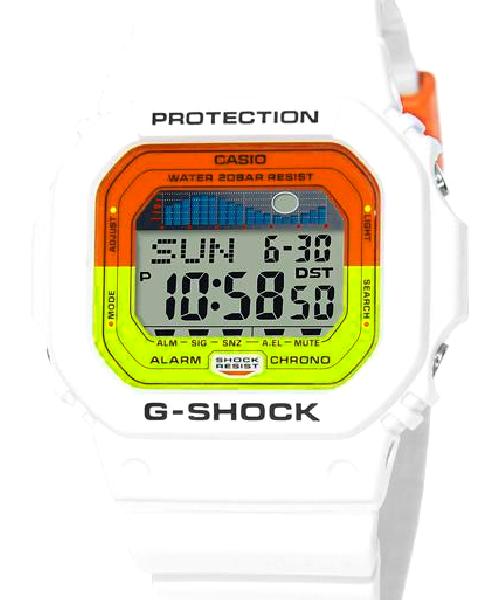 PROTECTION
CASIO
WATER 20BAR RESIST
ADJUST
LIGHT
SUN 6-30
P 10:58 50
DST
MODE
SEARCH
ALM – SIG – SNZ – A.EL – MUTE
ALARM SHOCK RESIST CHRONO
G-SHOCK